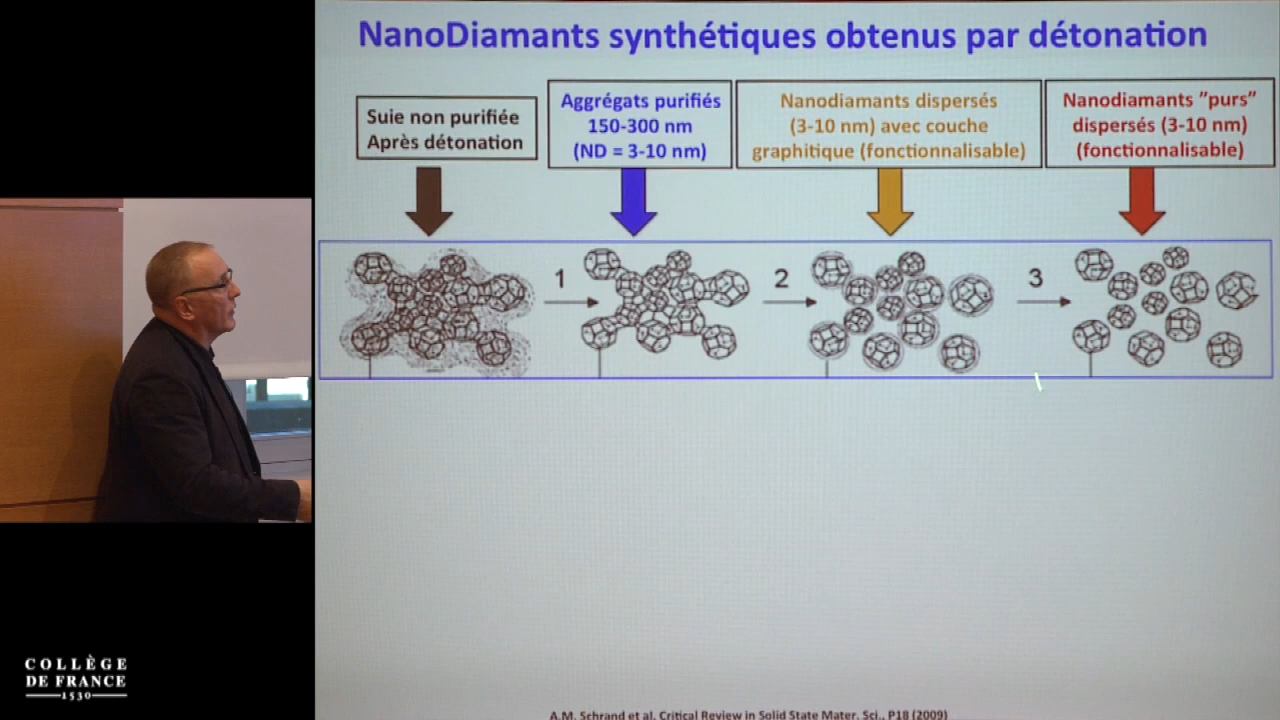 NanoDiamants synthétiques obtenus par détonation
Suie non purifiée
Après détonation
Aggrégats purifiés
150-300 nm
(ND = 3-10 nm)
Nanodiamants dispersés
(3-10 nm) avec couche
graphitique (fonctionnalisable)
Nanodiamants ”purs”
dispersés (3-10 nm)
(fonctionnalisable)
1
2
3
COLLÈGE
DE FRANCE
1530
A.M. Schrand et al. Critical Review in Solid State Mater. Sci., P18 (2009)